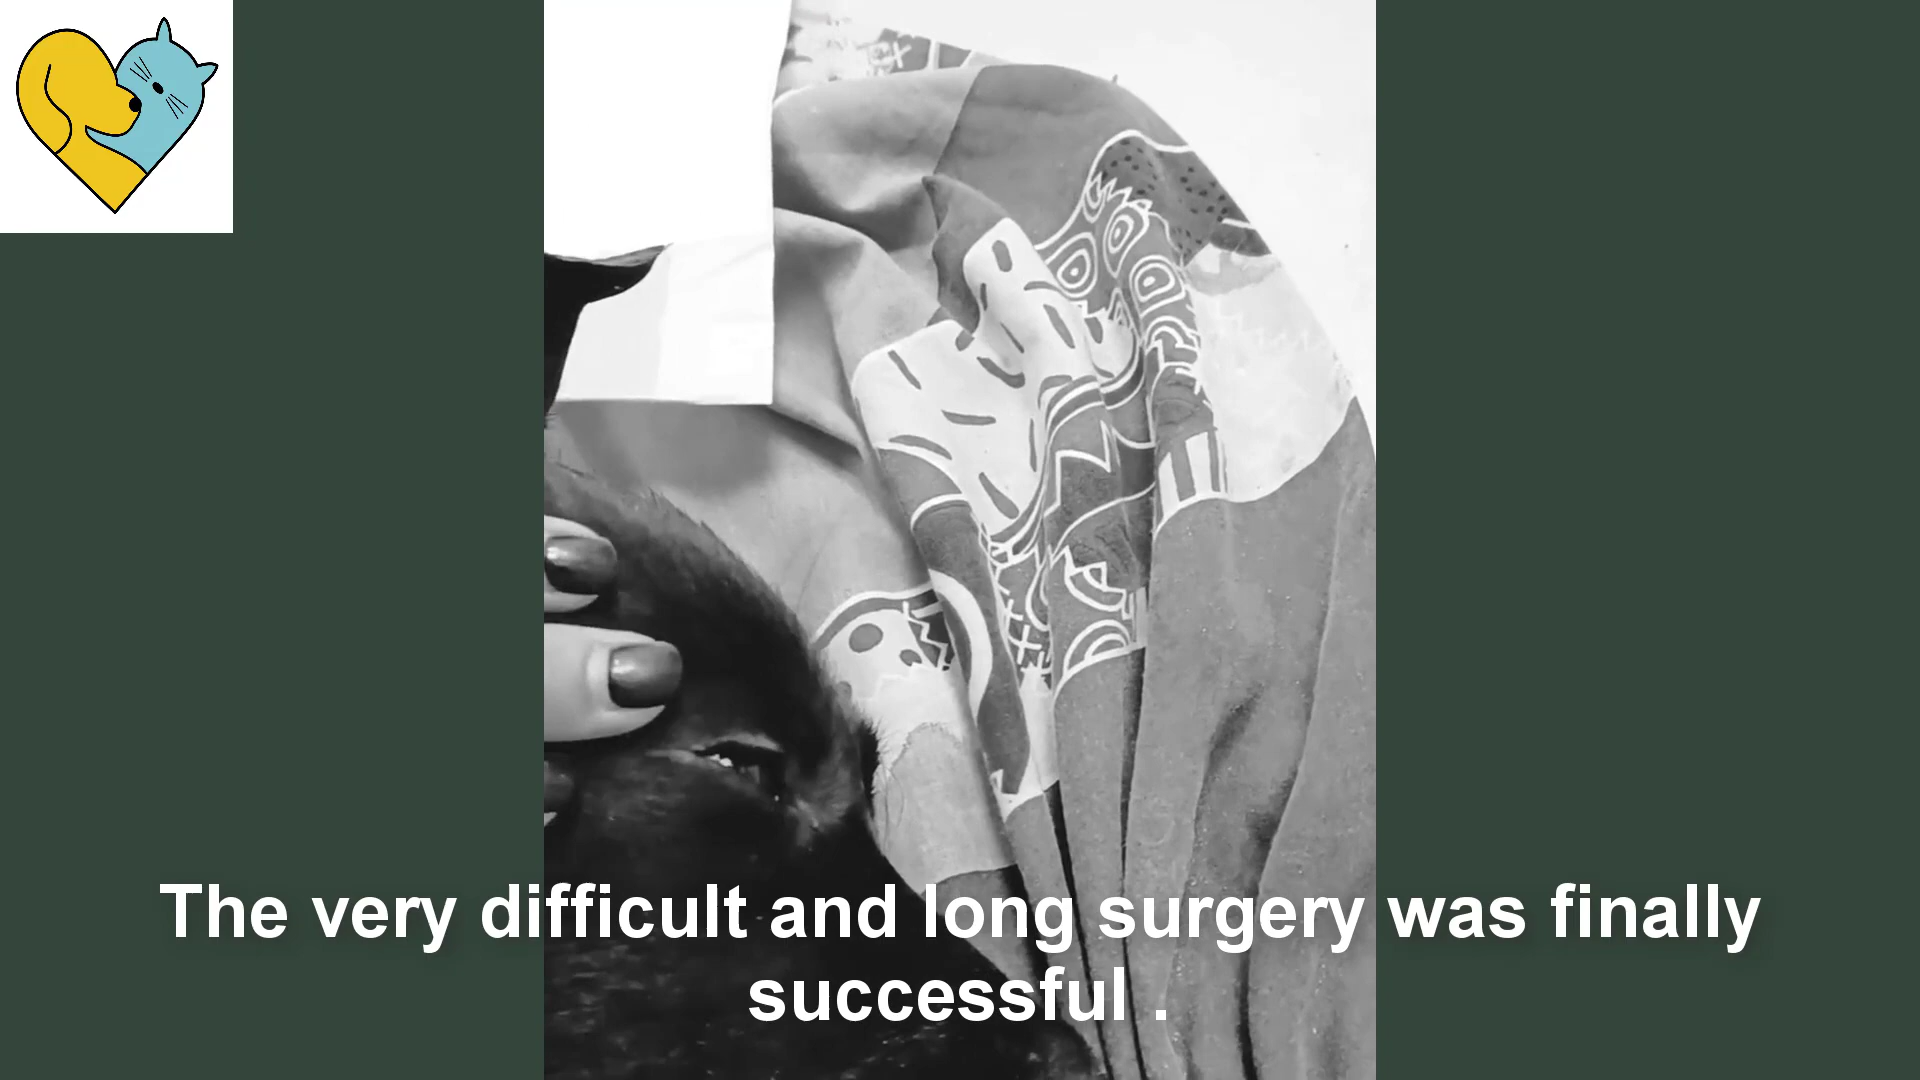 The very difficult and long surgery was finally
successful .